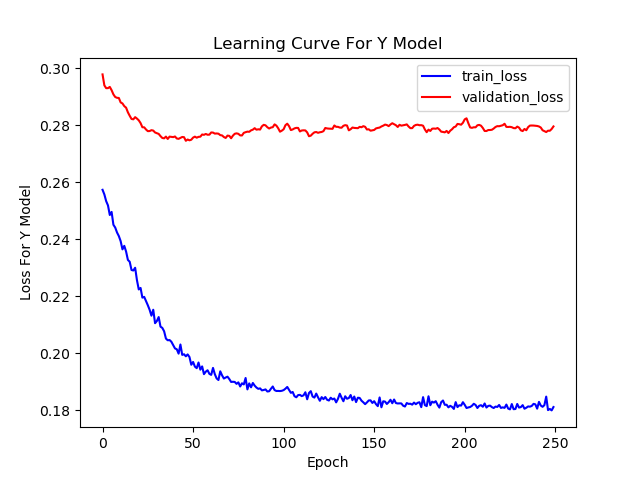 Learning Curve For Y Model
train_loss
validation_loss
0.30
0.28
0.26
0.24
0.22
0.20
0.18
Loss For Y Model
0
50
100
150
200
250
Epoch